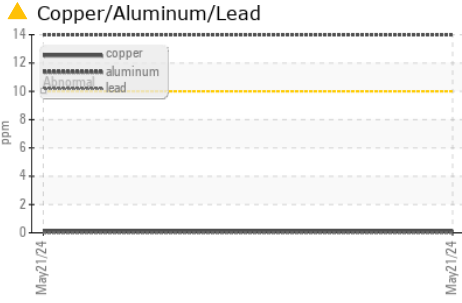 Copper/Aluminum/Lead
14
12
10
8
6
4
2
0
ppm
copper
aluminum
Abnormal
lead
May21/24
May21/24